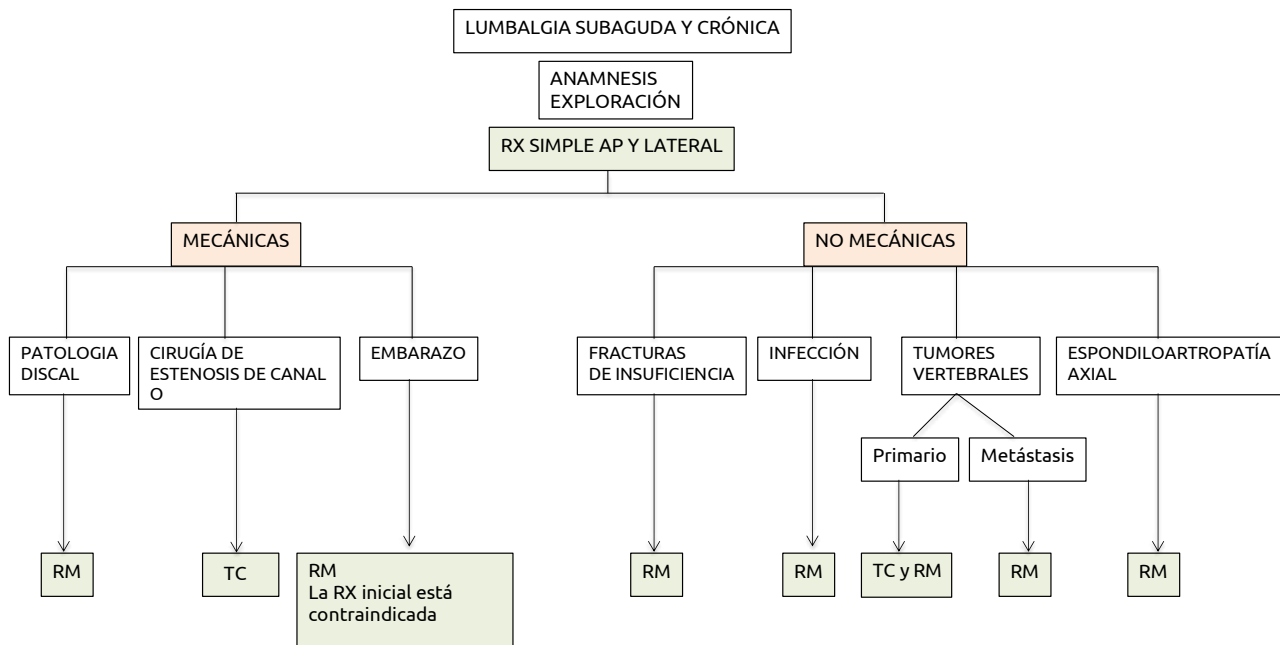 LUMBALGIA SUBAGUDA Y CRÓNICA
ANAMNESIS
EXPLORACIÓN
RX SIMPLE AP Y LATERAL
MECÁNICAS
NO MECÁNICAS
PATOLOGIA
DISCAL
CIRUGÍA DE
ESTENOSIS DE CANAL
O
EMBARAZO
FRACTURAS
DE INSUFICIENCIA
INFECCIÓN
TUMORES
VERTEBRALES
ESPONDILOARTROPATÍA
AXIAL
Primario
Metástasis
RM
TC
RM
La RX inicial está
contraindicada
RM
RM
TC y RM
RM
RM